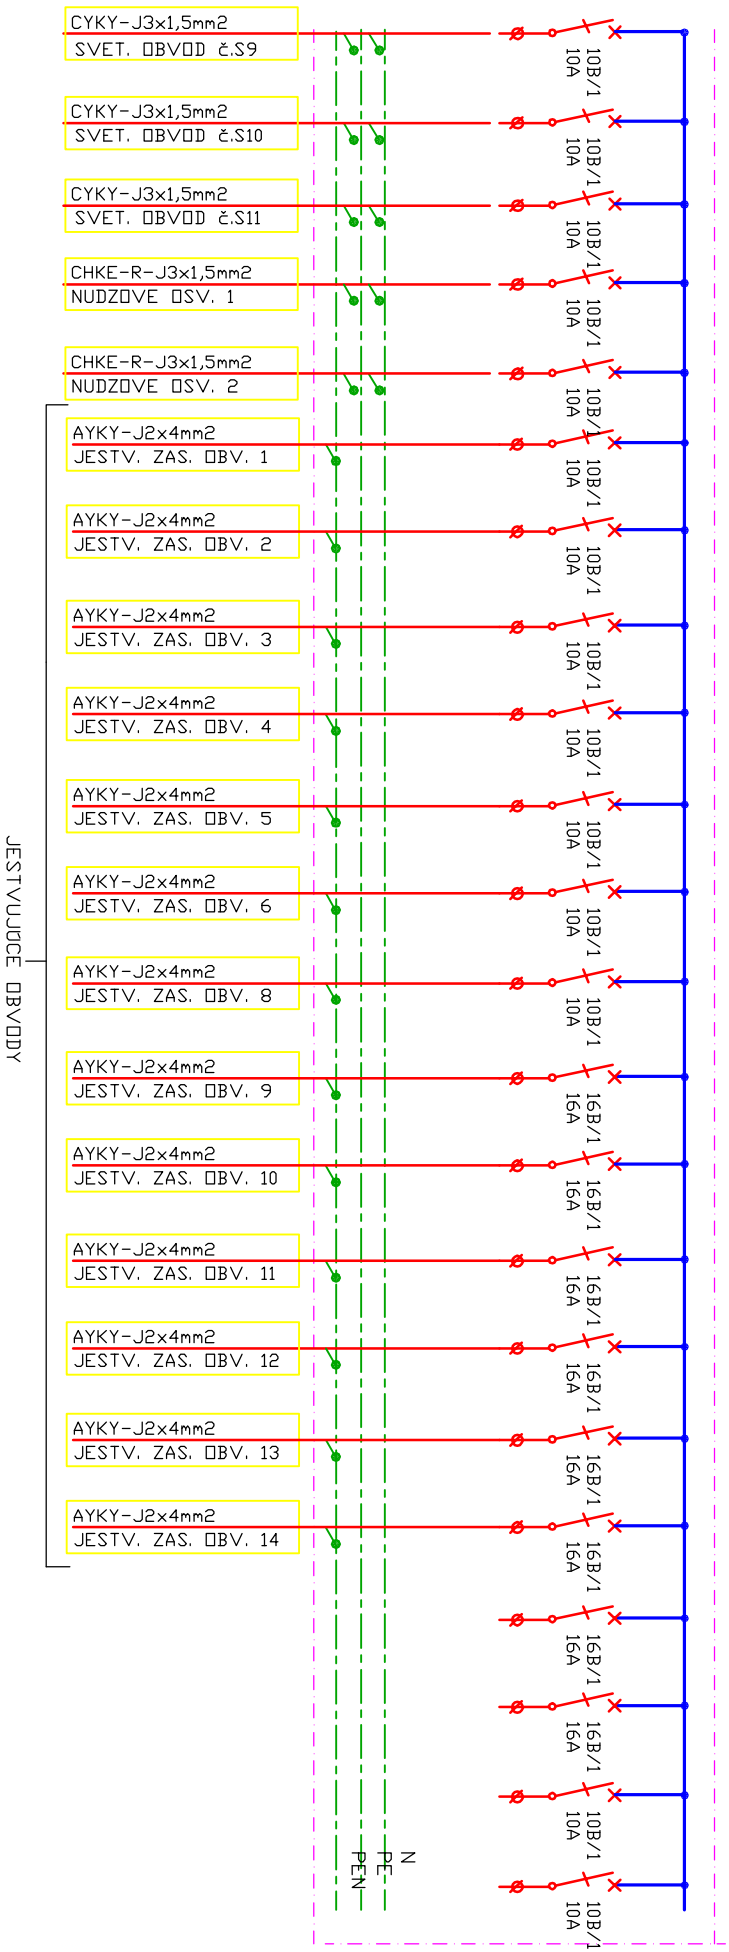 CYKY-J3x1,5mm2
SVET. OBVOD č.S9
10B/1
10A
CYKY-J3x1,5mm2
SVET. OBVOD č.S10
10B/1
10A
CYKY-J3x1,5mm2
SVET. OBVOD č.S11
10B/1
10A
CHKE-R-J3x1,5mm2
NUDZOVE OSV. 1
10B/1
10A
CHKE-R-J3x1,5mm2
NUDZOVE OSV. 2
10B/1
10A
AYKY-J2x4mm2
JESTV. ZAS. OBV. 1
10B/1
10A
AYKY-J2x4mm2
JESTV. ZAS. OBV. 2
10B/1
10A
AYKY-J2x4mm2
JESTV. ZAS. OBV. 3
10B/1
10A
AYKY-J2x4mm2
JESTV. ZAS. OBV. 4
10B/1
10A
AYKY-J2x4mm2
JESTV. ZAS. OBV. 5
10B/1
10A
AYKY-J2x4mm2
JESTV. ZAS. OBV. 6
10B/1
10A
AYKY-J2x4mm2
JESTV. ZAS. OBV. 8
10B/1
10A
AYKY-J2x4mm2
JESTV. ZAS. OBV. 9
16B/1
16A
AYKY-J2x4mm2
JESTV. ZAS. OBV. 10
16B/1
16A
AYKY-J2x4mm2
JESTV. ZAS. OBV. 11
16B/1
16A
AYKY-J2x4mm2
JESTV. ZAS. OBV. 12
16B/1
16A
AYKY-J2x4mm2
JESTV. ZAS. OBV. 13
16B/1
16A
AYKY-J2x4mm2
JESTV. ZAS. OBV. 14
16B/1
16A
16B/1
16A
16B/1
16A
10B/1
10A
10B/1
10A
JESTVUJÚCE OBVODY
N
PE
PEN